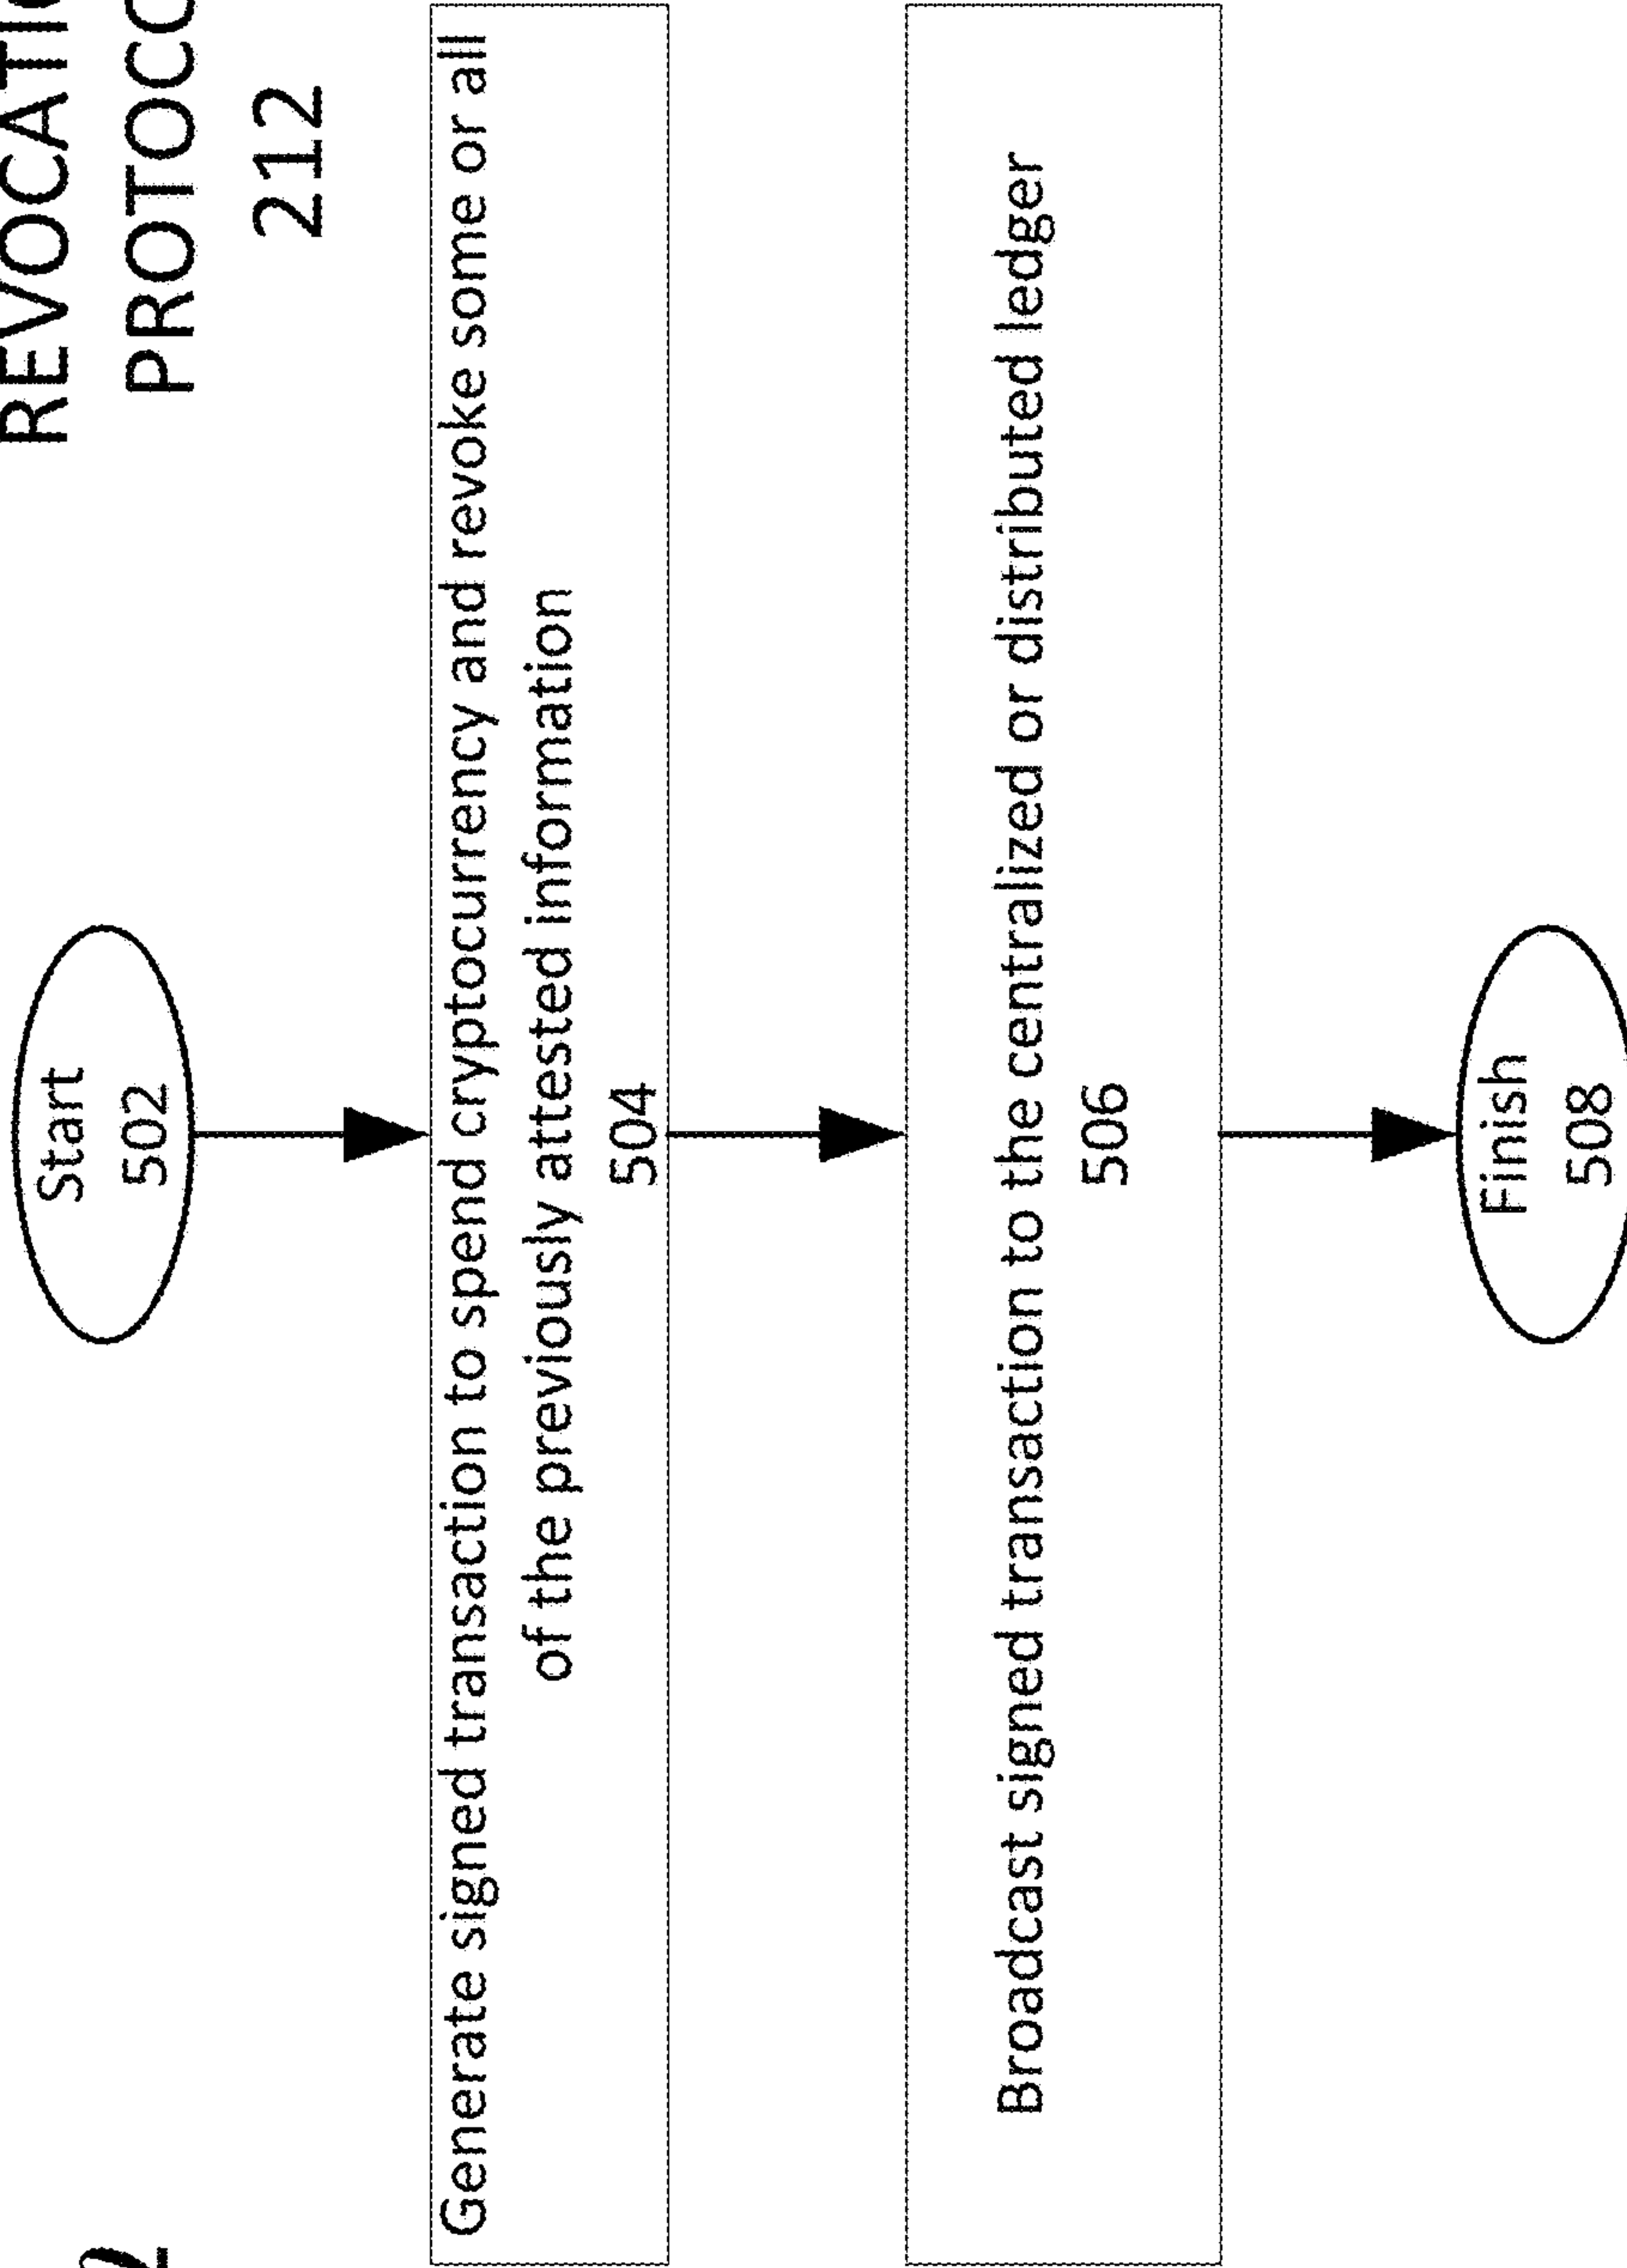 REVOCATIO
PROTOCO
212
Start
502
Generate signed transaction to spend cryptocurrency and revoke some or all
of the previously attested information
504
Broadcast signed transaction to the centralized or distributed ledger
506
Finish
508